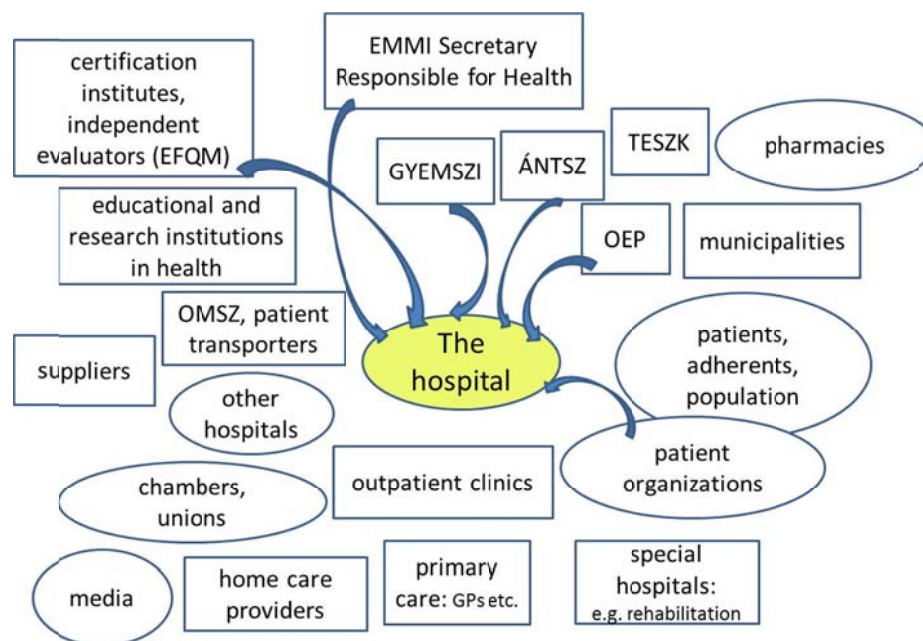 certification
institutes,
independent
evaluators (EFQM)
EMMI Secretary
Responsible for Health
GYEMSZI
ÁNTSZ
TESZK
pharmacies
educational and
research institutions
in health
OEP
municipalities
OMSZ, patient
transporters
suppliers
The
hospital
patients,
adherents,
population
other
hospitals
patient
organizations
chambers,
unions
outpatient clinics
media
home care
providers
primary
care: GPs etc.
special
hospitals:
e.g. rehabilitation